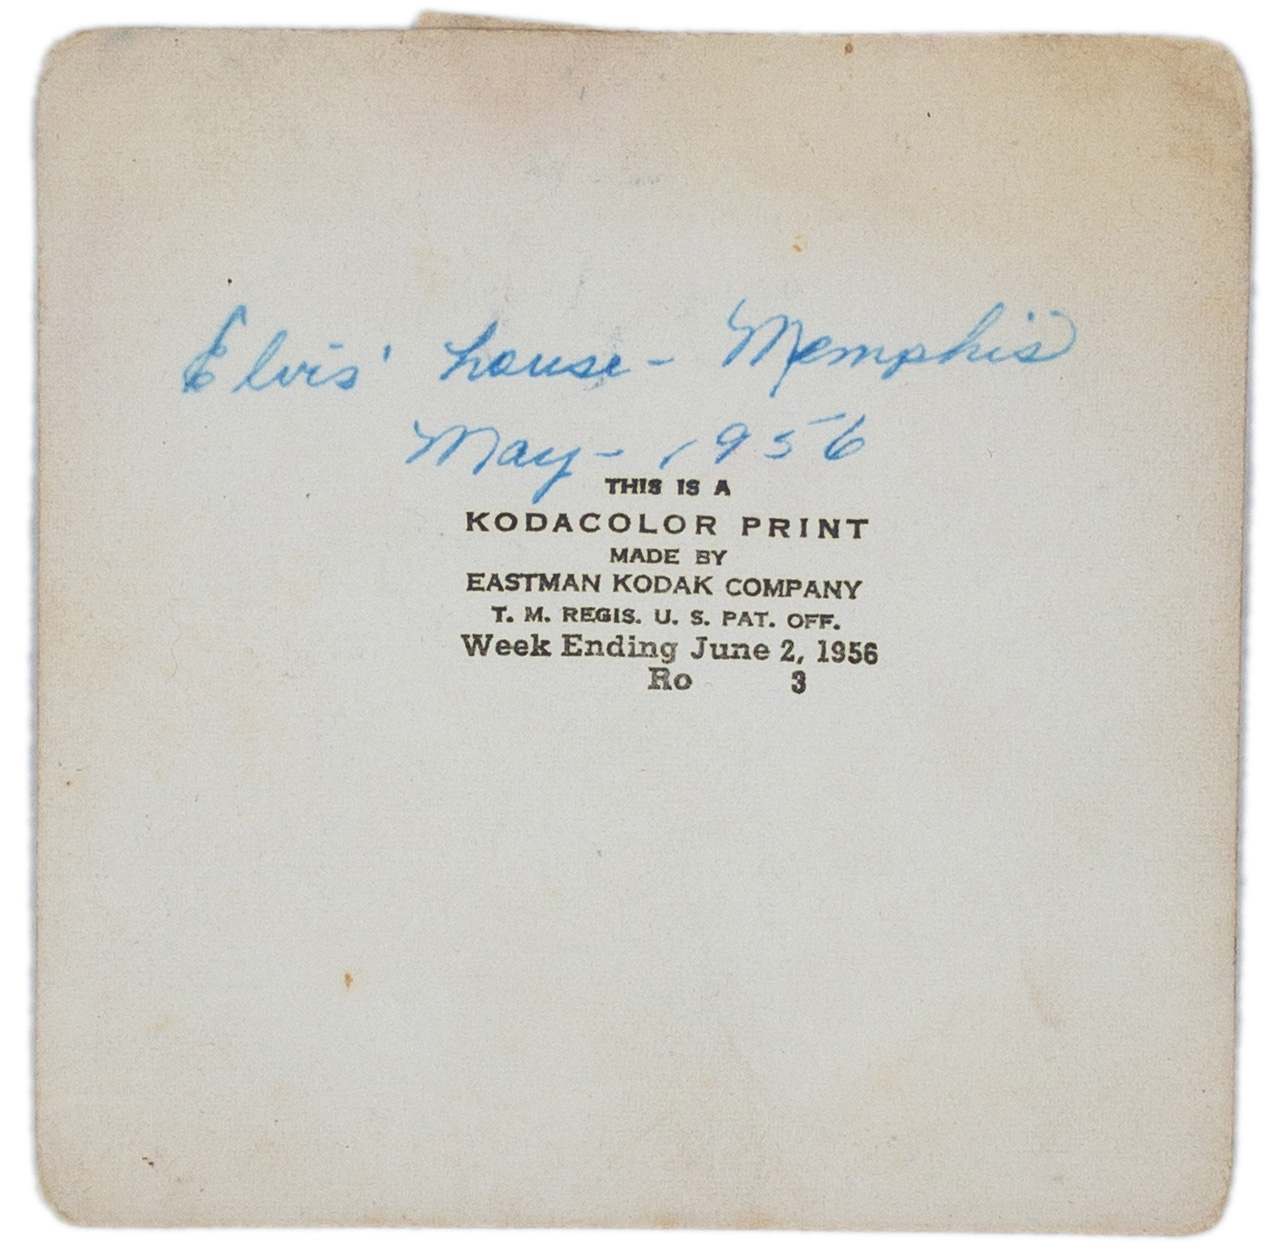 Elvis' house - Memphis
May - 1956
THIS IS A
KODACOLOR PRINT
MADE BY
EASTMAN KODAK COMPANY
T. M. REGIS. U. S. PAT. OFF.
Week Ending June 2, 1956
Ro 3